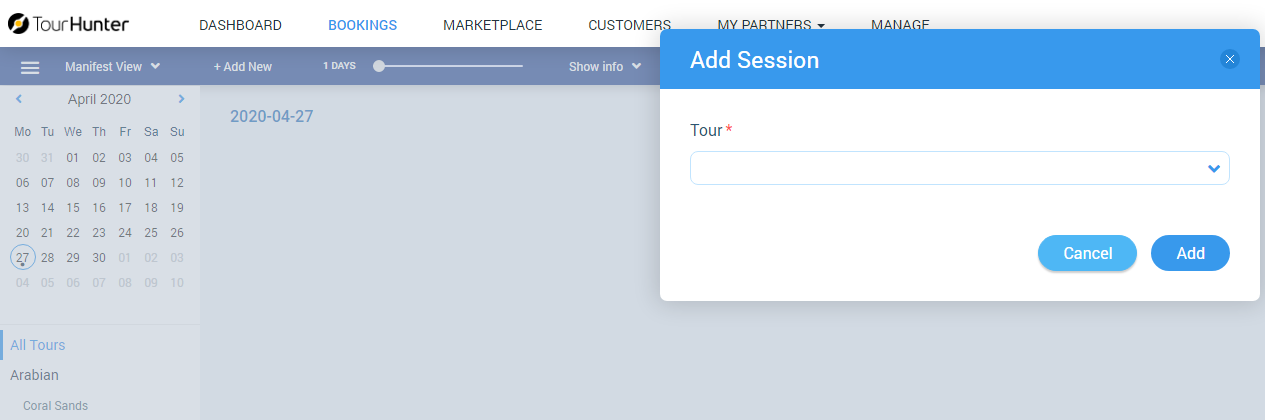 TourHunter DASHBOARD BOOKINGS MARKETPLACE CUSTOMERS MY PARTNERS MANAGE
Manifest View + Add New 1 DAYS Show info
Add Session
April 2020
2020-04-27
Mo Tu We Th Fr Sa Su
Tour *
30 31 01 02 03 04 05
06 07 08 09 10 11 12
13 14 15 16 17 18 19
20 21 22 23 24 25 26
27 28 29 30 01 02 03
04 05 06 07 08 09 10
Cancel Add
All Tours
Arabian
Coral Sands